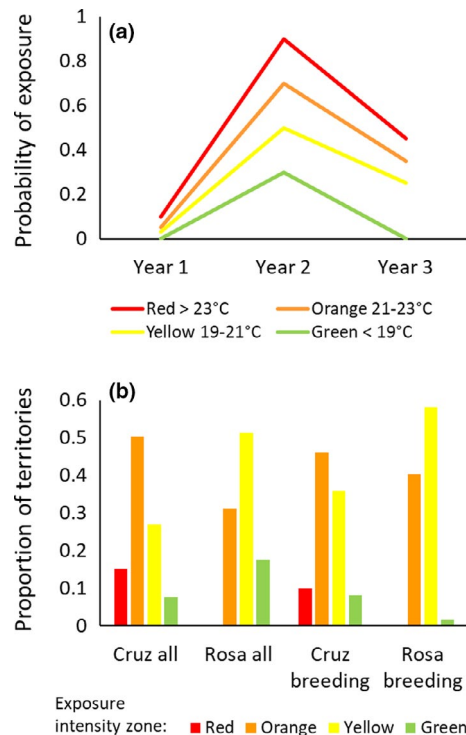 (a)
Probability of exposure
1
0.8
0.6
0.4
0.2
0
Year 1 Year 2 Year 3
Red > 23°C Orange 21-23°C
Yellow 19-21°C Green < 19°C
(b)
Proportion of territories
0.6
0.5
0.4
0.3
0.2
0.1
0
Cruz all Rosa all Cruz breeding Rosa breeding
Exposure
intensity zone: Red Orange Yellow Green